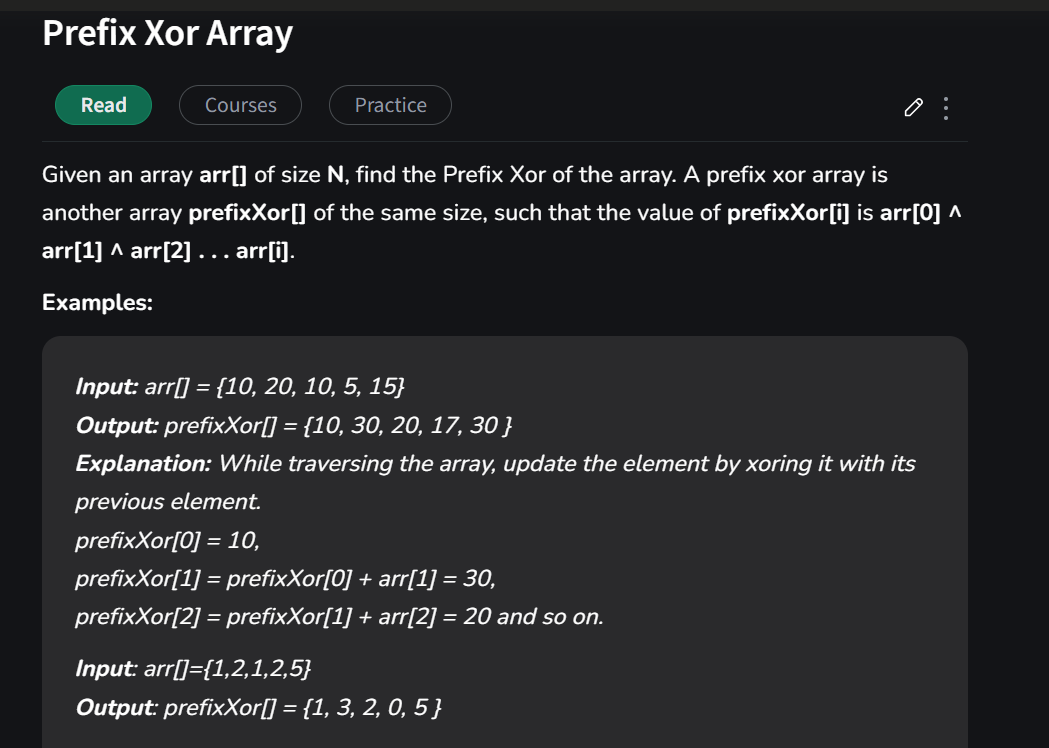 Prefix Xor Array
Read
Courses
Practice
Given an array arr[] of size N, find the Prefix Xor of the array. A prefix xor array is
another array prefixXor[] of the same size, such that the value of prefixXor[i] is arr[0] ^
arr[1] ^ arr[2] . . . arr[i].
Examples:
Input: arr[] = {10, 20, 10, 5, 15}
Output: prefixXor[] = {10, 30, 20, 17, 30 }
Explanation: While traversing the array, update the element by xoring it with its
previous element.
prefixXor[0] = 10,
prefixXor[1] = prefixXor[0] + arr[1] = 30,
prefixXor[2] = prefixXor[1] + arr[2] = 20 and so on.
Input: arr[]={1,2,1,2,5}
Output: prefixXor[] = {1, 3, 2, 0, 5 }